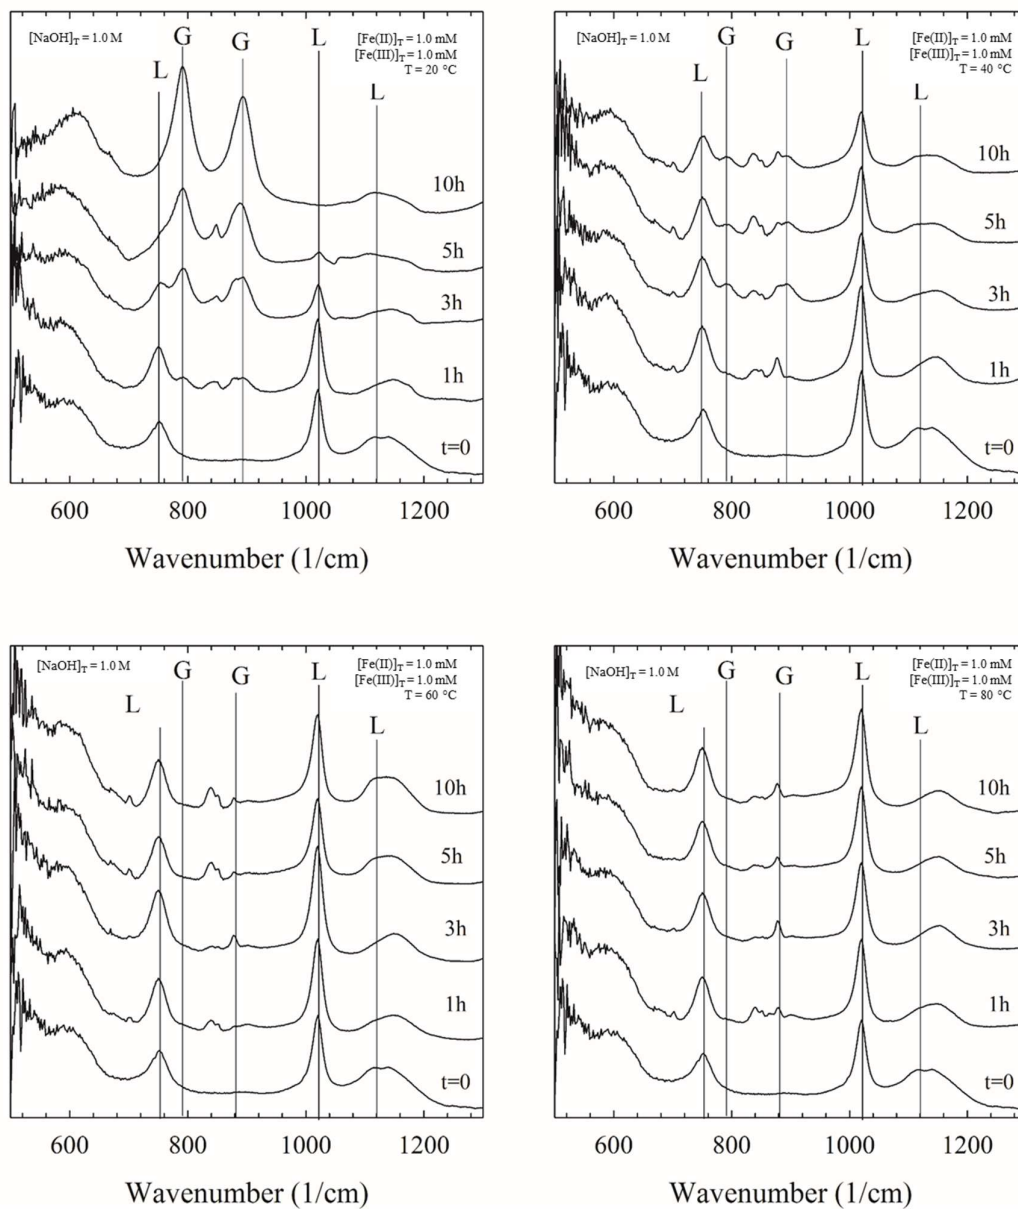 [NaOH]T = 1.0 M
G
G
L
[Fe(II)]T = 1.0 mM
[Fe(III)]T = 1.0 mM
T = 20 °C
L
L
10h
5h
3h
1h
t=0
600 800 1000 1200
Wavenumber (1/cm)
[NaOH]T = 1.0 M
G
G
L
[Fe(II)]T = 1.0 mM
[Fe(III)]T = 1.0 mM
T = 40 °C
L
L
10h
5h
3h
1h
t=0
600 800 1000 1200
Wavenumber (1/cm)
[NaOH]T = 1.0 M
G
G
L
[Fe(II)]T = 1.0 mM
[Fe(III)]T = 1.0 mM
T = 60 °C
L
L
10h
5h
3h
1h
t=0
600 800 1000 1200
Wavenumber (1/cm)
[NaOH]T = 1.0 M
G
G
L
[Fe(II)]T = 1.0 mM
[Fe(III)]T = 1.0 mM
T = 80 °C
L
L
10h
5h
3h
1h
t=0
600 800 1000 1200
Wavenumber (1/cm)